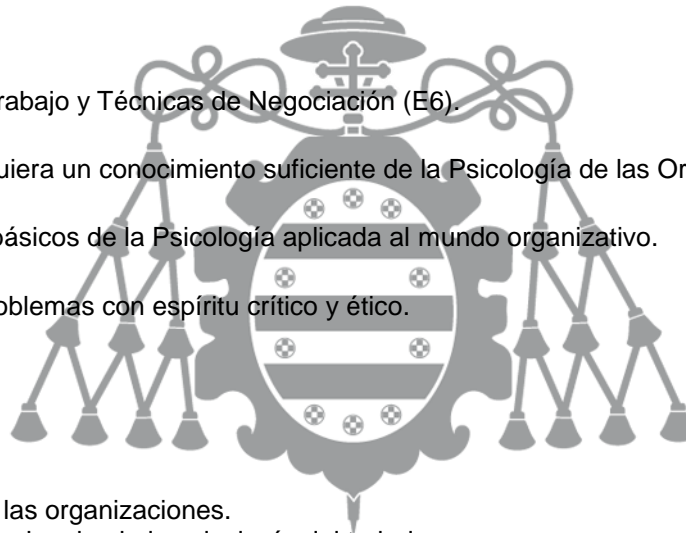 rabajo y Técnicas de Negociación (E6).
uiera un conocimiento suficiente de la Psicología de las Or
básicos de la Psicología aplicada al mundo organizativo.
oblemas con espíritu crítico y ético.
las organizaciones.